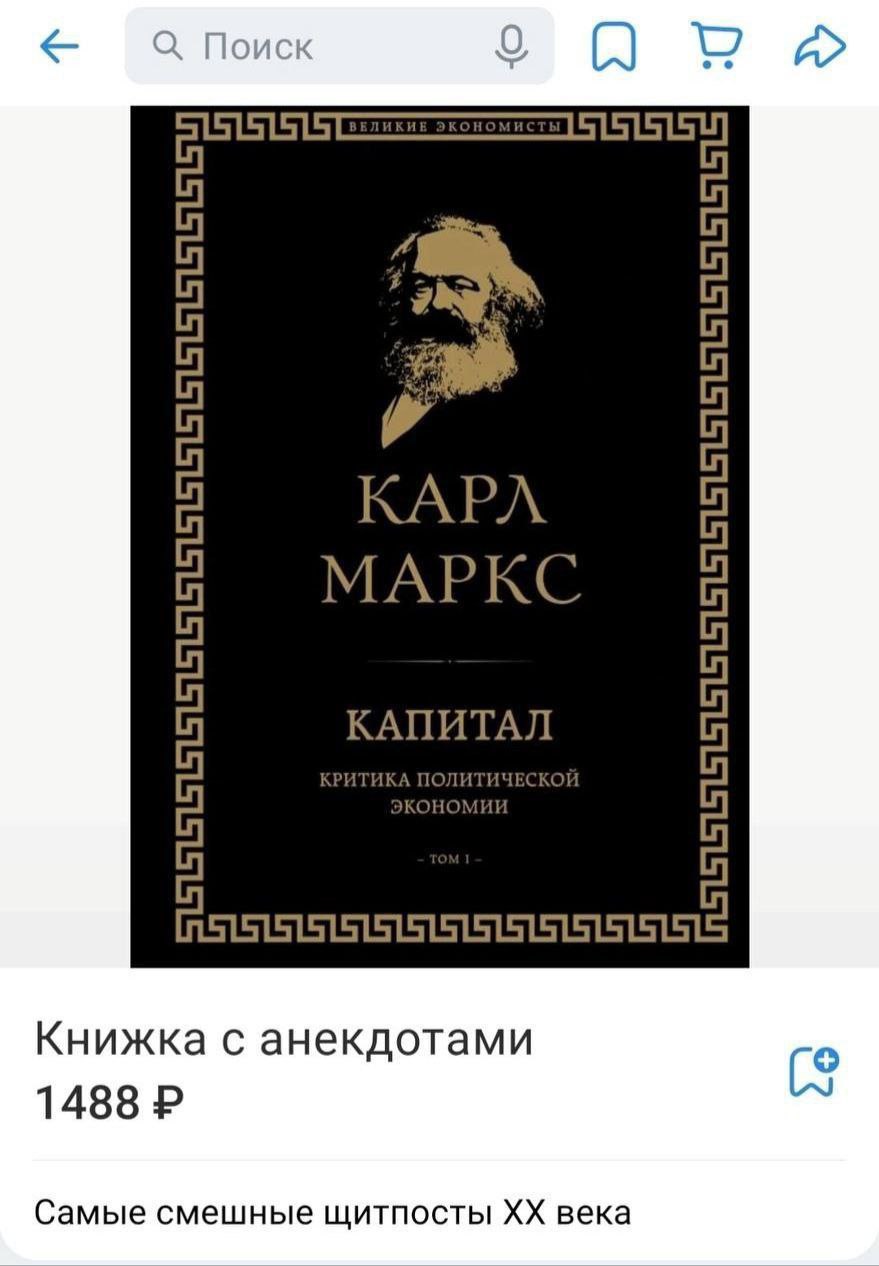 Поиск
ВЕЛИКИЕ ЭКОНОМИСТЫ
КАРЛ
МАРКС
КАПИТАЛ
КРИТИКА ПОЛИТИЧЕСКОЙ
ЭКОНОМИИ
– ТОМ I –
Книжка с анекдотами
1488 ₽
Самые смешные щитпосты XX века